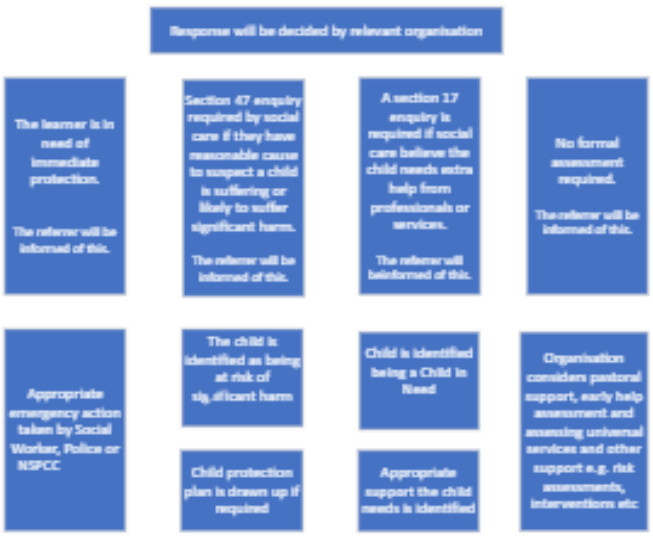 Response will be decided by relevant organisation
The learner is in
need of
immediate
protection.
The referrer will be
informed of this.
Section 47 enquiry
required by social
care if they have
reasonable cause
to suspect a child
is suffering or
likely to suffer
significant harm.
The referrer will be
informed of this.
A section 17
enquiry is
required if social
care believe the
child needs extra
help from
professionals or
services.
The referrer will
beinformed of this.
No formal
assessment
required.
The referrer will be
informed of this.
Appropriate
emergency action
taken by Social
Worker, Police or
NSPCC
The child is
identified as being
at risk of
significant harm
Child protection
plan is drawn up if
required
Child is identified
being a Child in
Need
Appropriate
support the child
needs is identified
Organisation
considers pastoral
support, early help
assessment and
assessing universal
services and other
support e.g. risk
assessments,
interventions etc